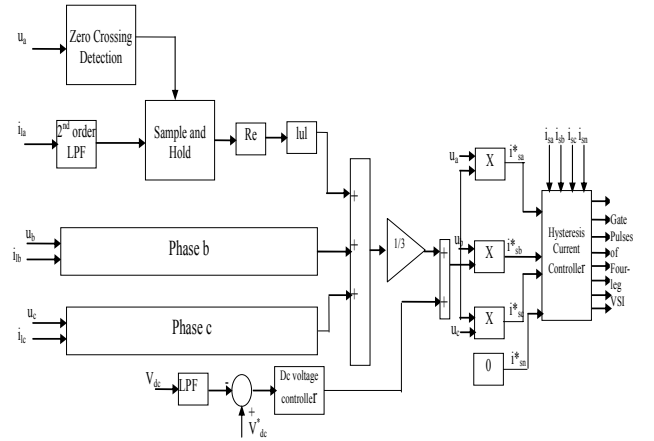 u_a
Zero Crossing
Detection
i_la
2nd order
LPF
Sample and
Hold
Re
|u|
u_b
i_lb
Phase b
u_c
i_lc
Phase c
+
+
+
1/3
V_dc
LPF
-
+
V*_dc
Dc voltage
controller
+
+
u_a
X
i*_sa
u_b
X
i*_sb
u_c
X
i*_sc
0
i*_sn
i_sa i_sb i_sc i_sn
Hysteresis
Current
Controller
Gate
Pulses
of
Four-
leg
VSI